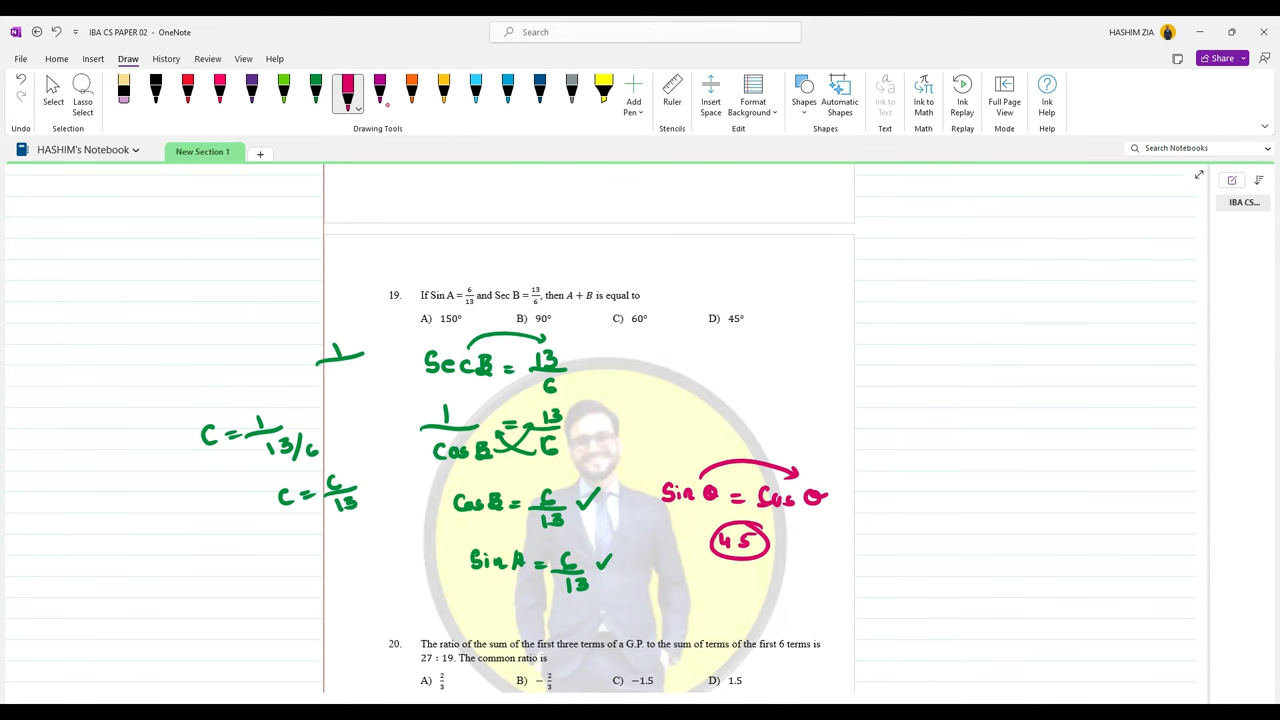 IBA CS PAPER 02 - OneNote
Search
HASHIM ZIA
File Home Insert Draw History Review View Help
Share
Undo
Select
Lasso Select
Add Pen
Ruler
Insert Space
Format Background
Shapes
Automatic Shapes
Ink to Text
Ink to Math
Ink Replay
Full Page View
Ink Help
Undo Selection Drawing Tools Stencils Edit Shapes Text Math Replay Mode Help
HASHIM's Notebook
New Section 1
+
Search Notebooks
IBA CS...
19. If Sin A = 6/13 and Sec B = 13/6, then A + B is equal to
A) 150° B) 90° C) 60° D) 45°
1
Sec B = 13/6
1/Cos B = 13/6
C = 1/13/6
C = 6/13
Cos B = 6/13 ✓
Sin θ = Cos θ
45
Sin A = 6/13 ✓
20. The ratio of the sum of the first three terms of a G.P. to the sum of terms of the first 6 terms is
27 : 19. The common ratio is
A) 2/3 B) − 2/3 C) −1.5 D) 1.5